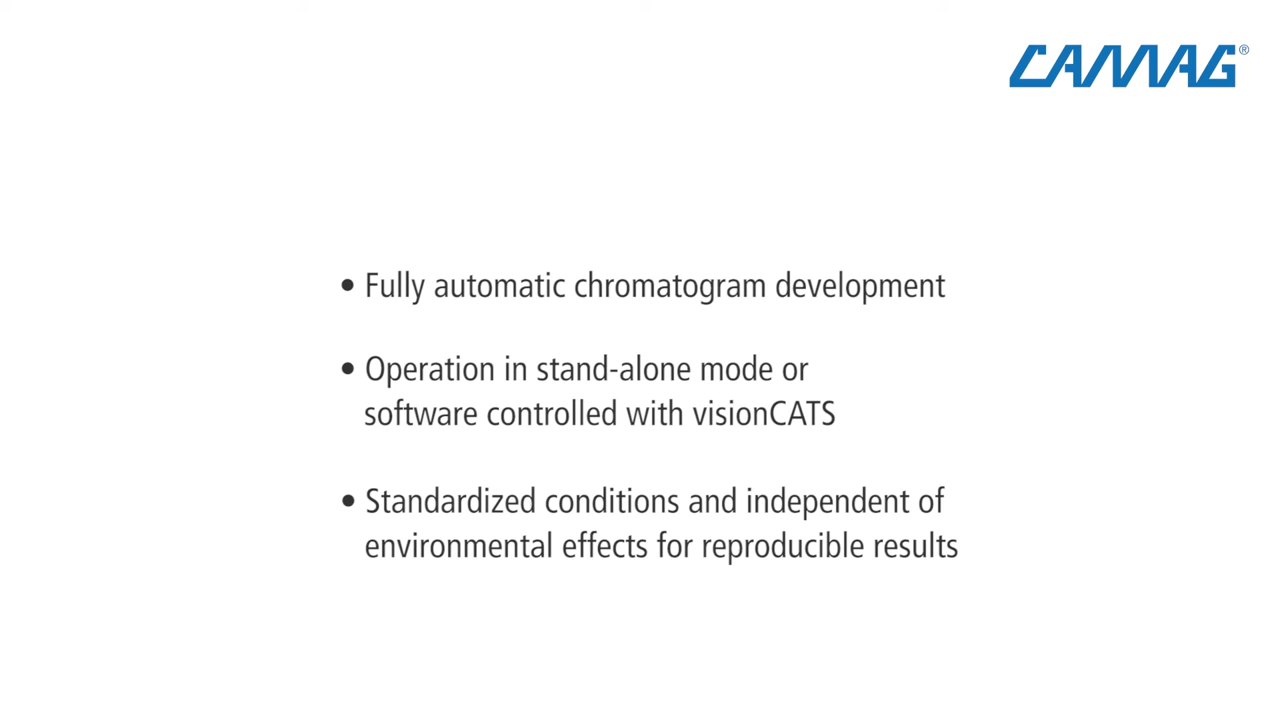 CAMAG®
• Fully automatic chromatogram development
• Operation in stand-alone mode or
software controlled with visionCATS
• Standardized conditions and independent of
environmental effects for reproducible results